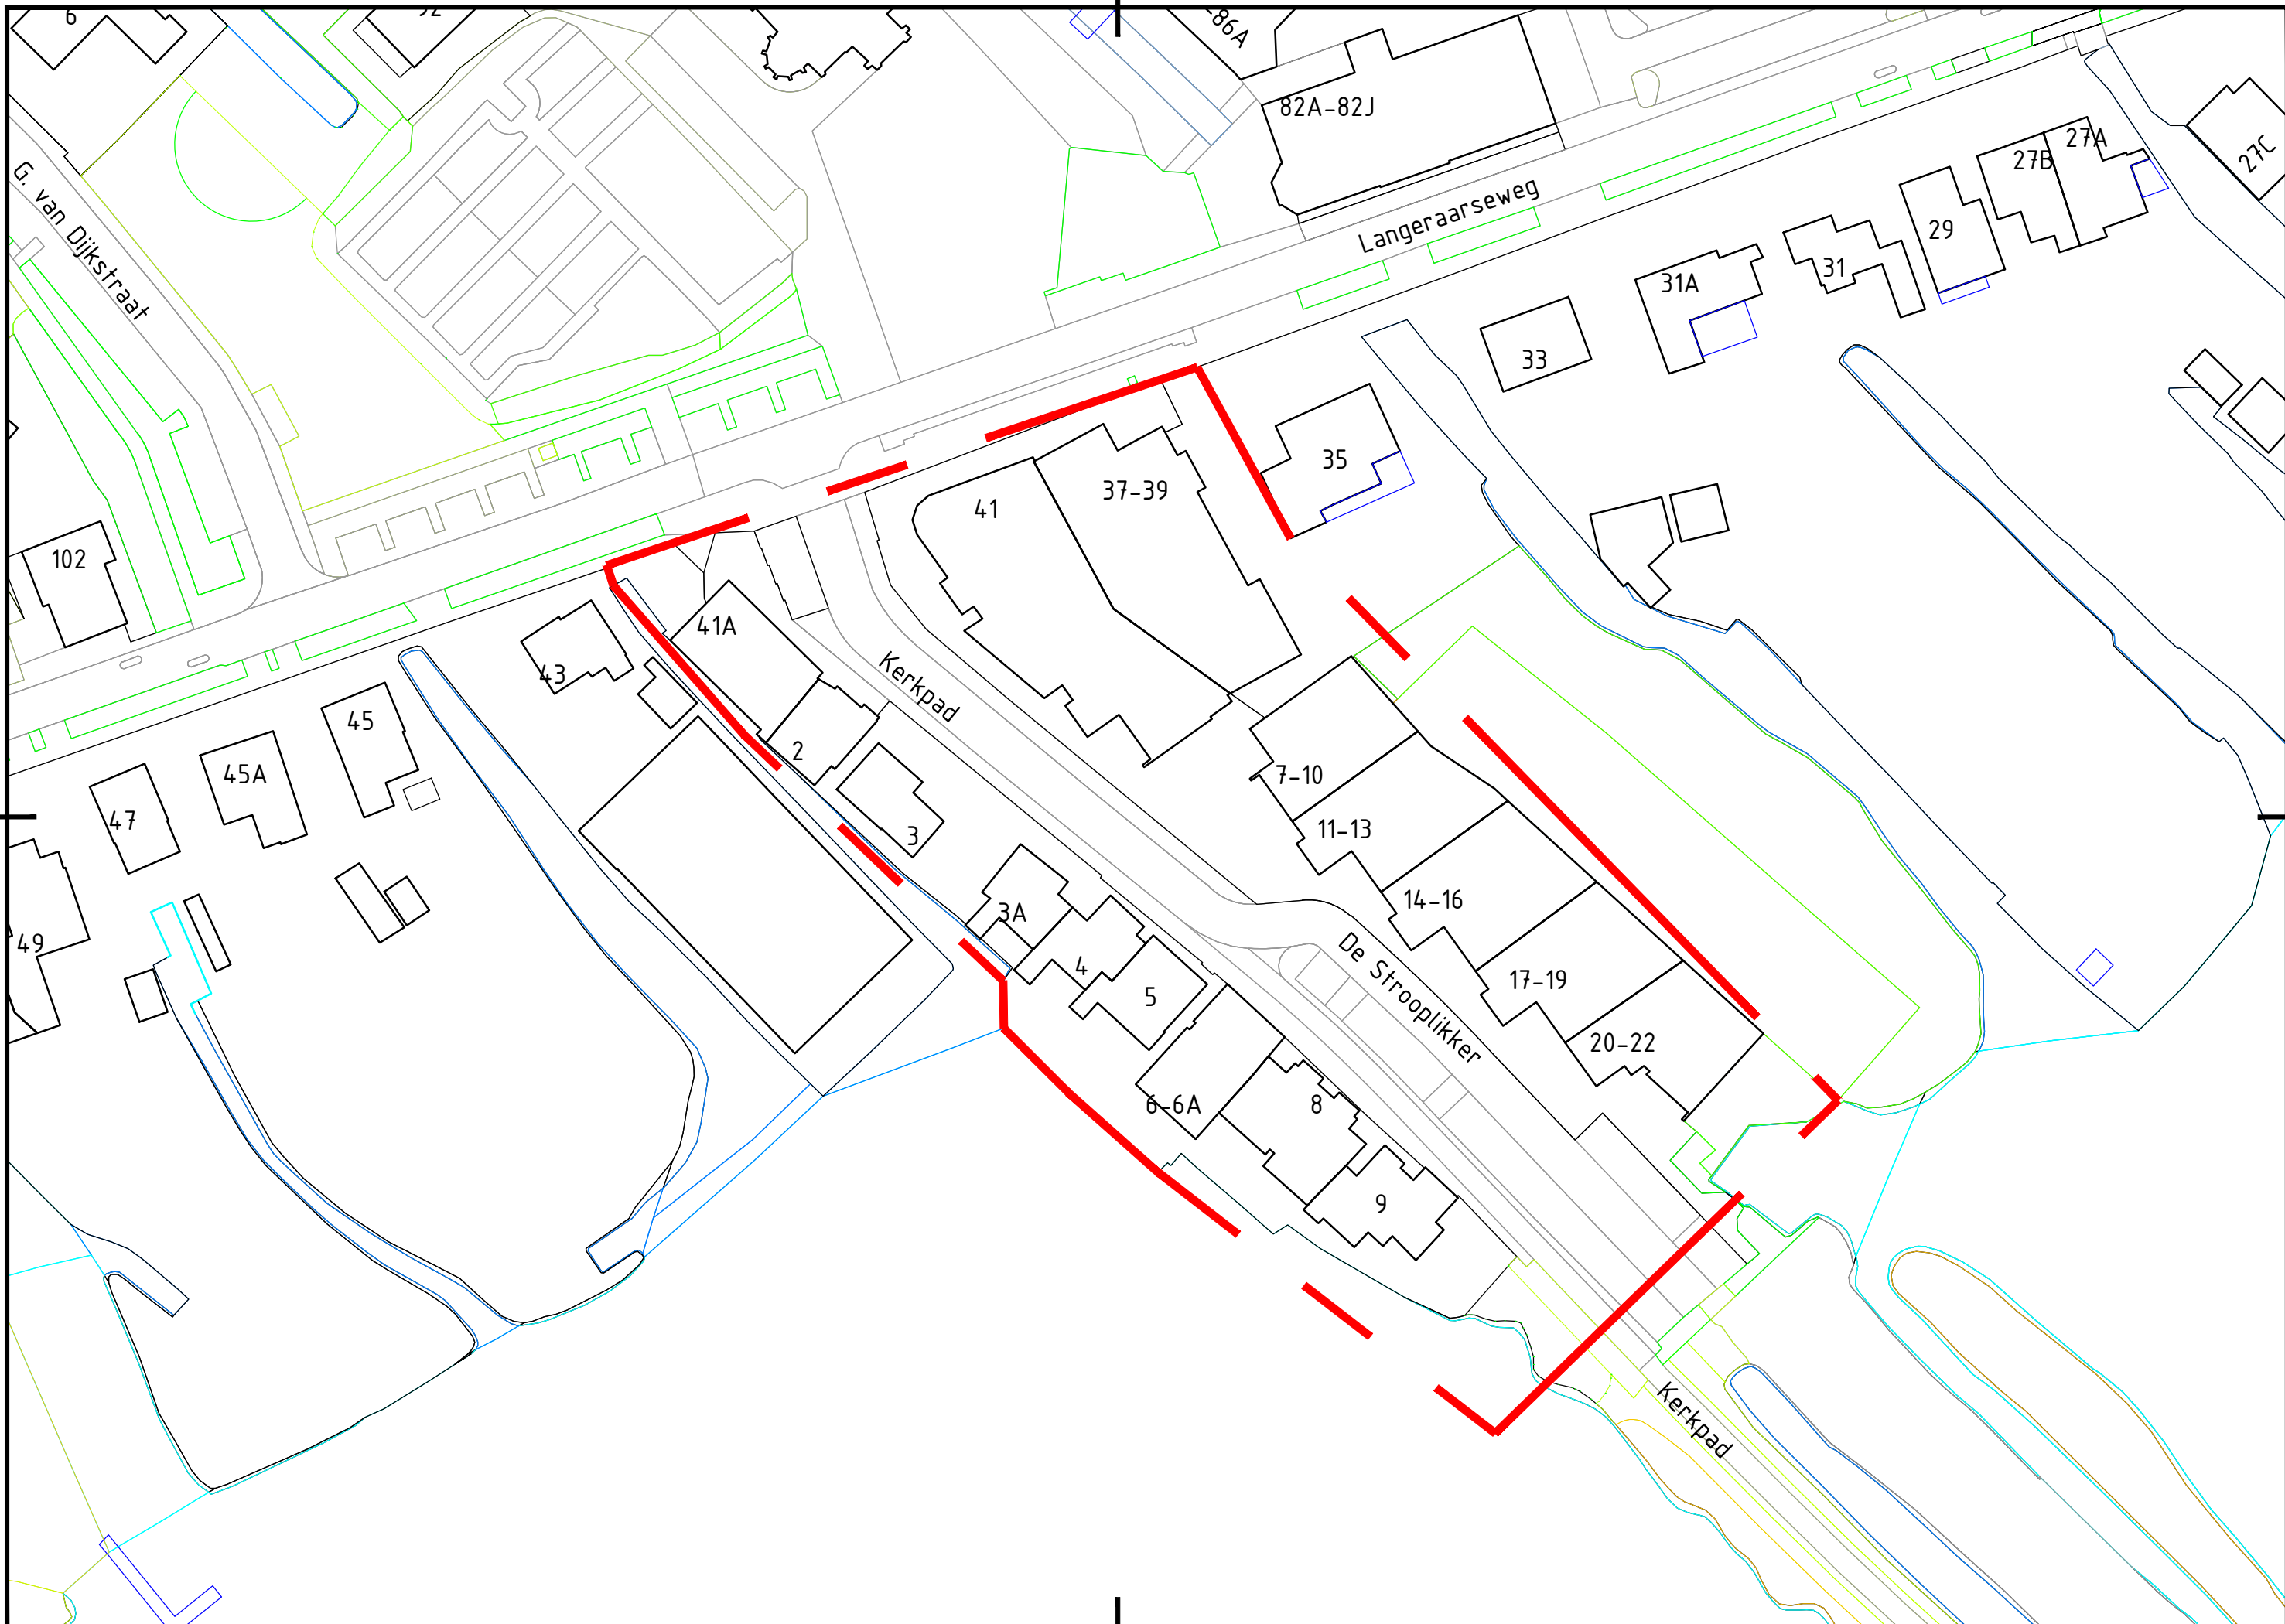 6
86A
82A-82J
27A
27B
27C
G. van Dijkstraat
Langeraarseweg
29
31
31A
33
35
37-39
41
102
41A
43
Kerkpad
45
45A
47
2
3
7-10
11-13
14-16
3A
49
4
5
De Strooplikker
17-19
20-22
6-6A
8
9
Kerkpad